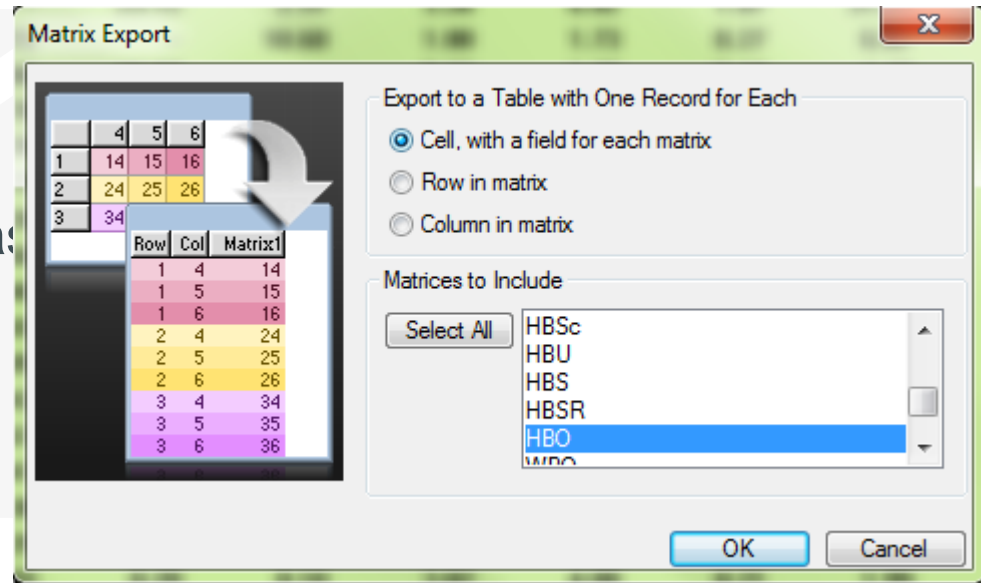 Matrix Export
Export to a Table with One Record for Each
Cell, with a field for each matrix
Row in matrix
Column in matrix
4 5 6
1 14 15 16
2 24 25 26
3 34
Row Col Matrix1
1 4 14
1 5 15
1 6 16
2 4 24
2 5 25
2 6 26
3 4 34
3 5 35
3 6 36
Matrices to Include
Select All
HBSc
HBU
HBS
HBSR
HBO
OK Cancel